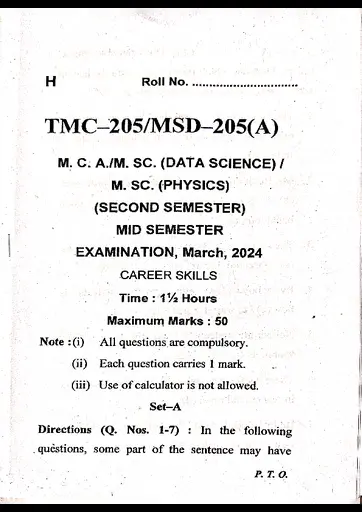 H Roll No. ................................
TMC–205/MSD–205(A)
M. C. A./M. SC. (DATA SCIENCE) /
M. SC. (PHYSICS)
(SECOND SEMESTER)
MID SEMESTER
EXAMINATION, March, 2024
CAREER SKILLS
Time : 1½ Hours
Maximum Marks : 50
Note : (i) All questions are compulsory.
(ii) Each question carries 1 mark.
(iii) Use of calculator is not allowed.
Set–A
Directions (Q. Nos. 1-7) : In the following
questions, some part of the sentence may have
P. T. O.